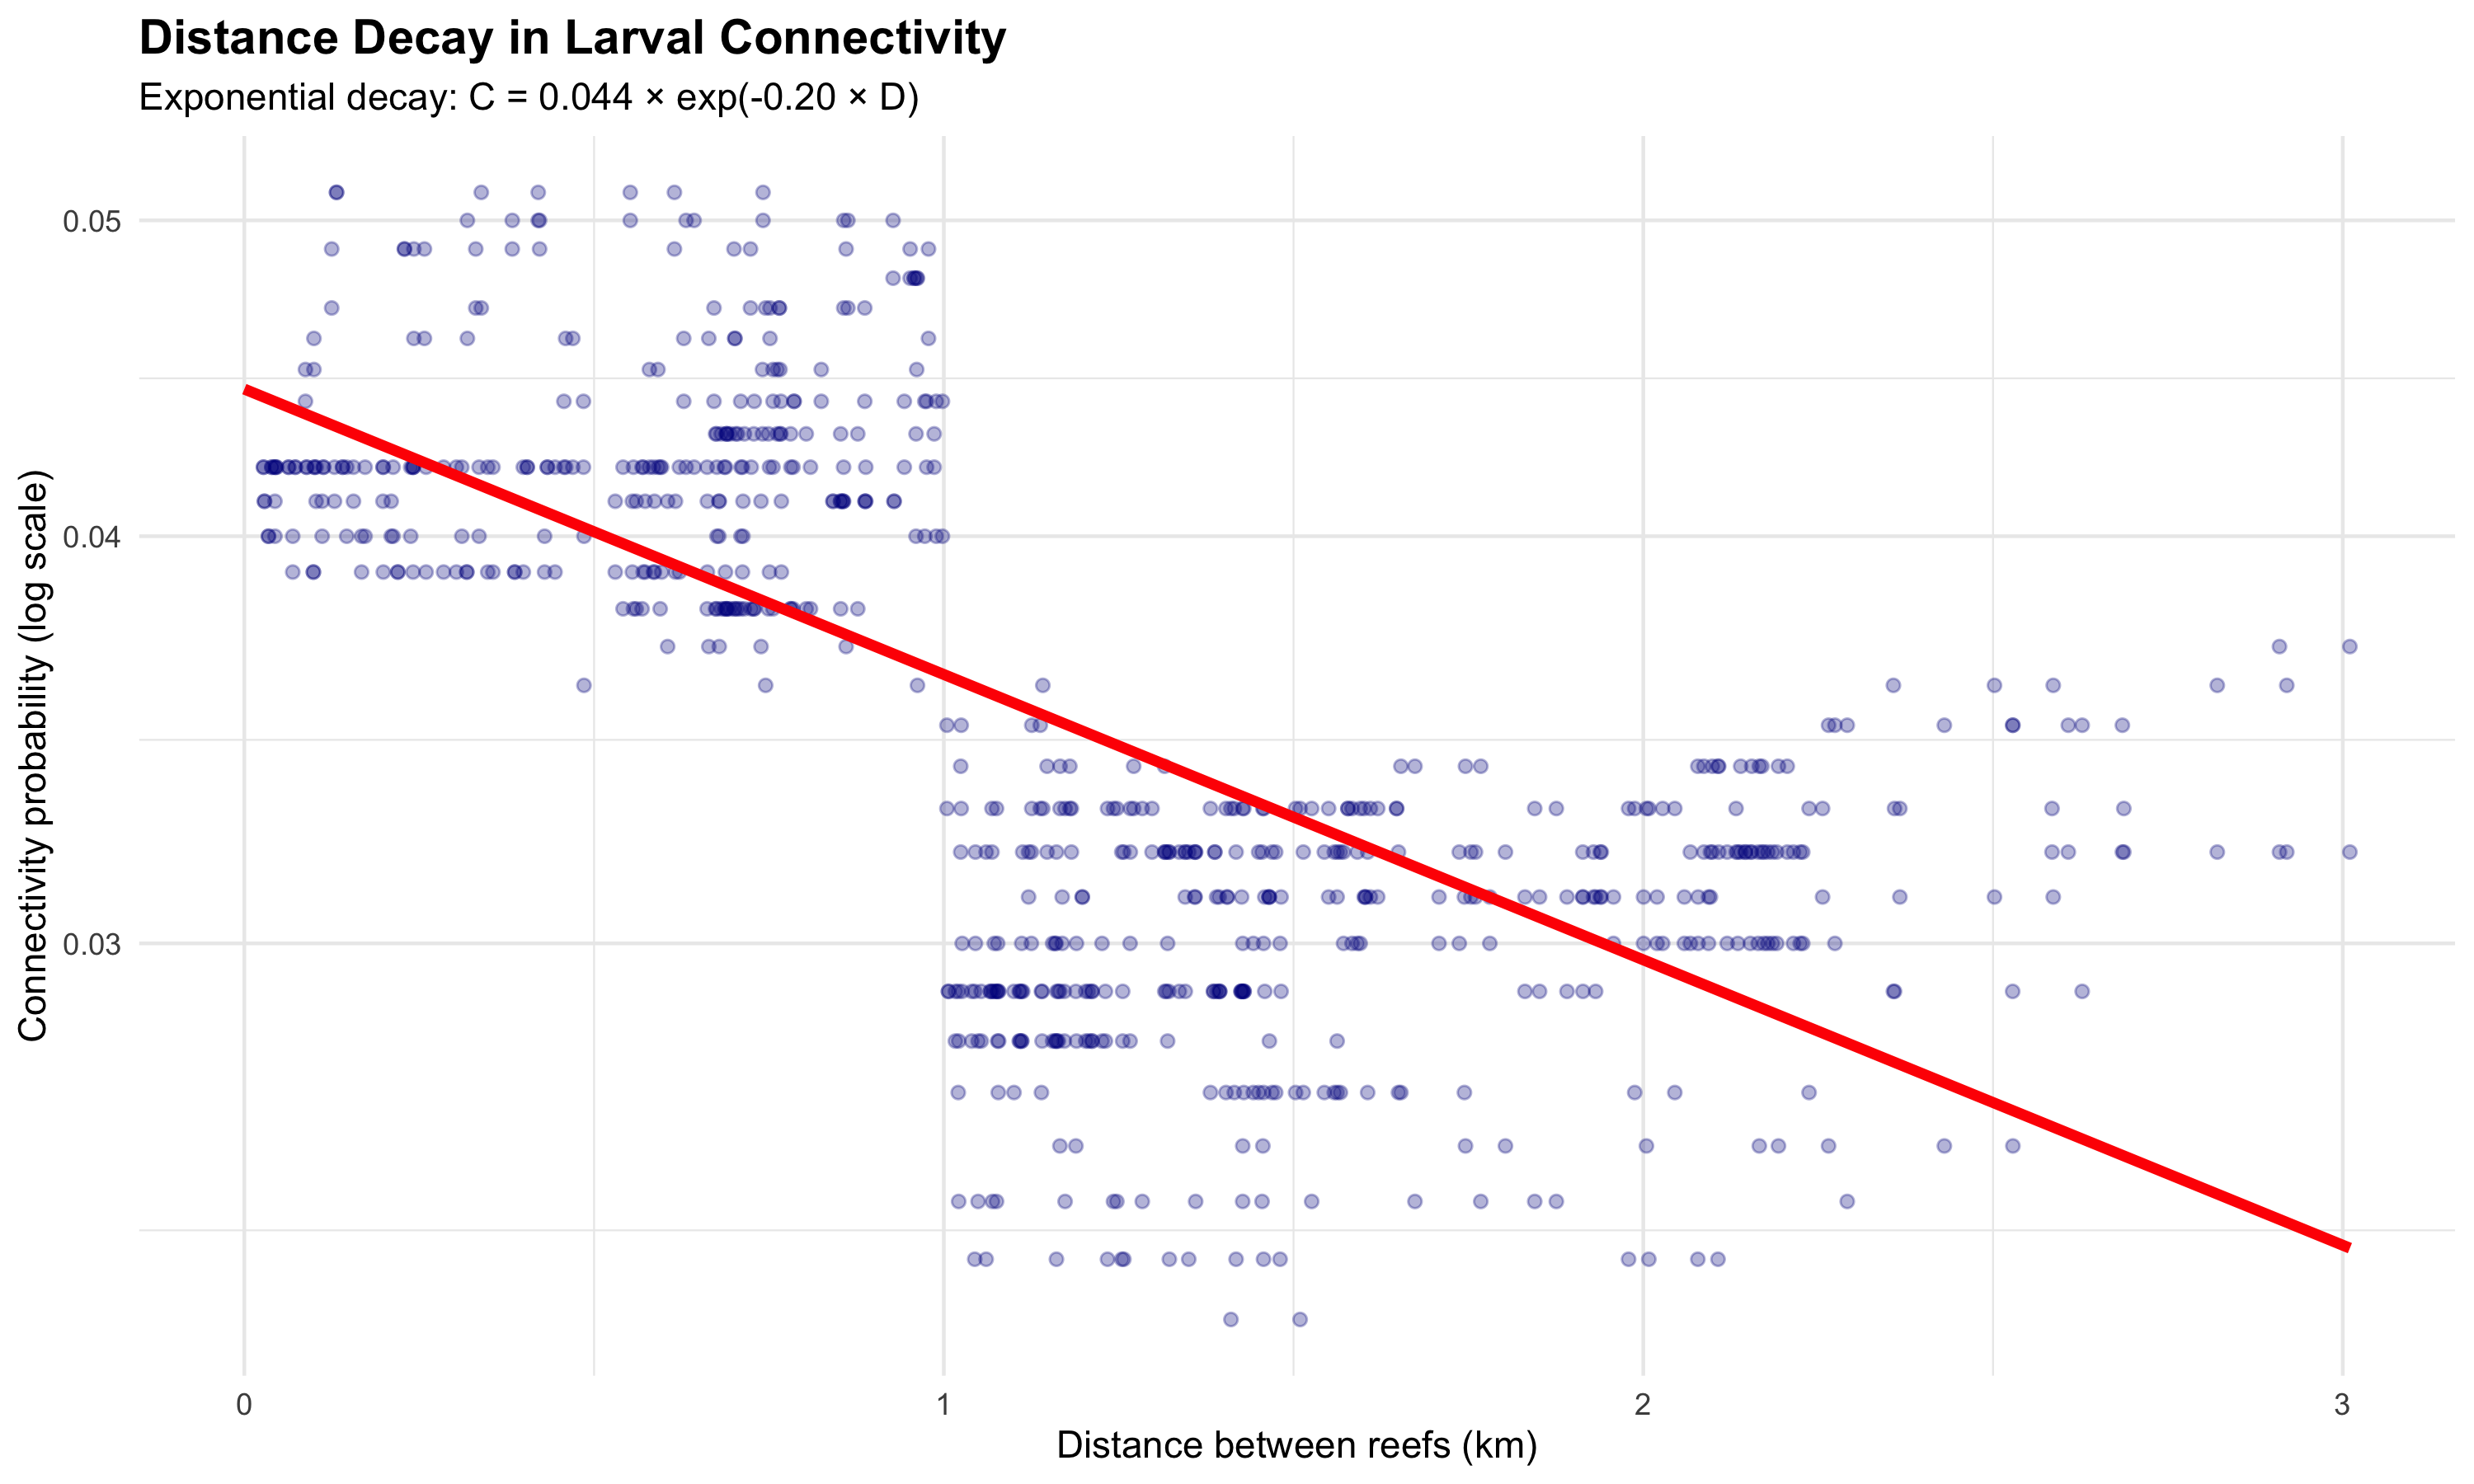 Distance Decay in Larval Connectivity
Exponential decay: C = 0.044 × exp(-0.20 × D)
Connectivity probability (log scale)
0.05
0.04
0.03
0
1
2
3
Distance between reefs (km)